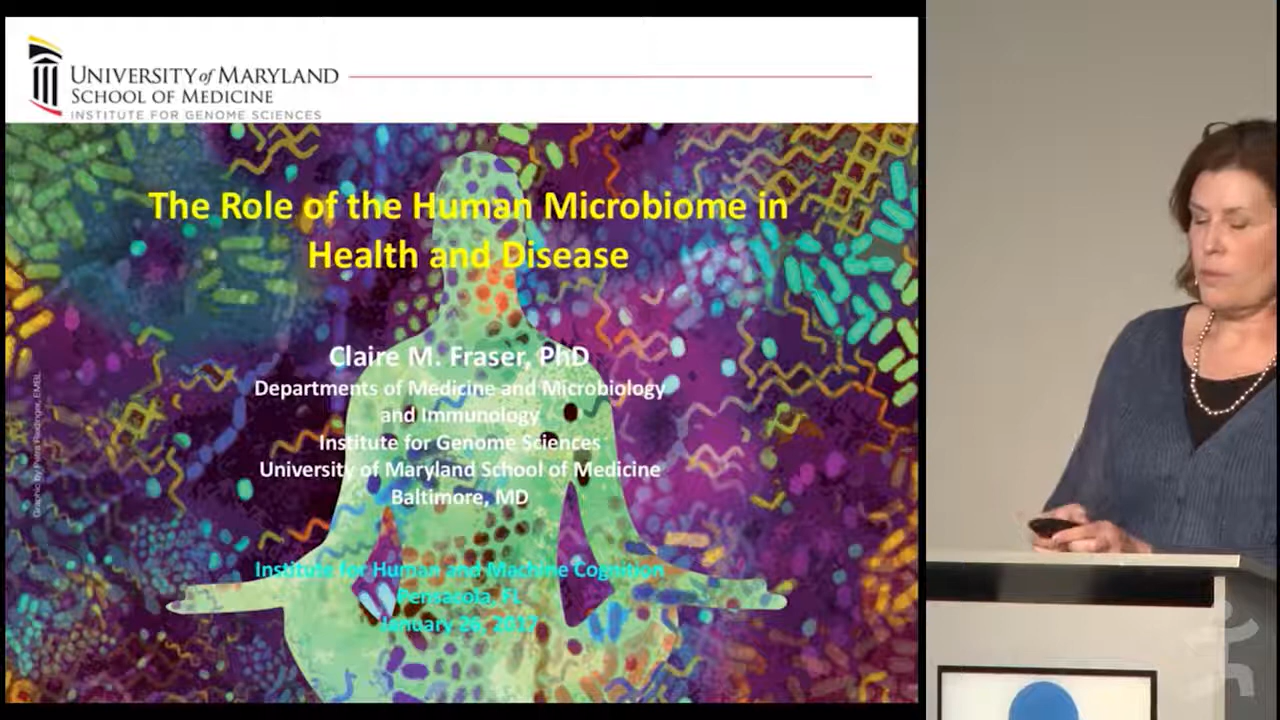 UNIVERSITY of MARYLAND
SCHOOL OF MEDICINE
INSTITUTE FOR GENOME SCIENCES
The Role of the Human Microbiome in
Health and Disease
Claire M. Fraser, PhD
Departments of Medicine and Microbiology
and Immunology
Institute for Genome Sciences
University of Maryland School of Medicine
Baltimore, MD
Institute for Human and Machine Cognition
Pensacola, FL
January 26, 2017